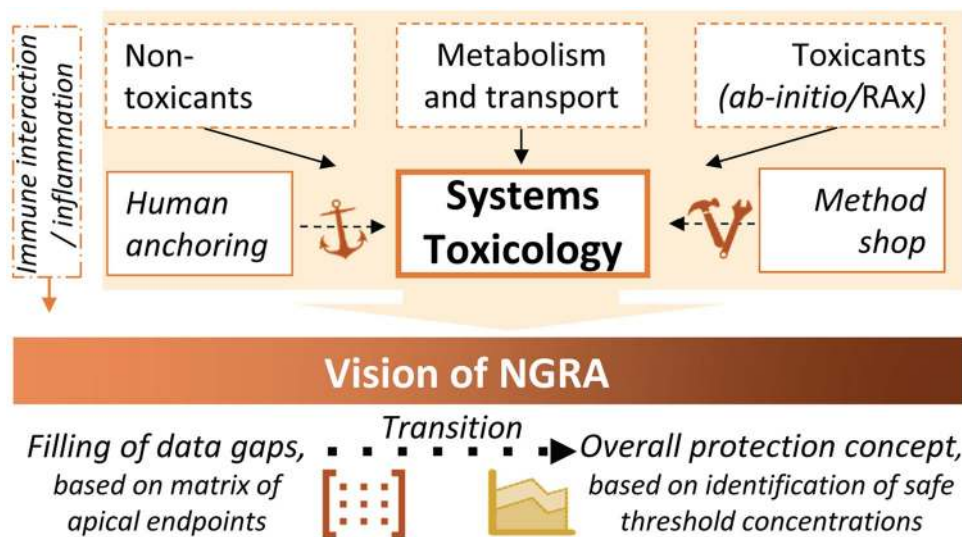 Immune interaction
/ inflammation
Non-
toxicants
Metabolism
and transport
Toxicants
(ab-initio/RAx)
Human
anchoring
Systems
Toxicology
Method
shop
Vision of NGRA
Filling of data gaps,
based on matrix of
apical endpoints
Transition
Overall protection concept,
based on identification of safe
threshold concentrations